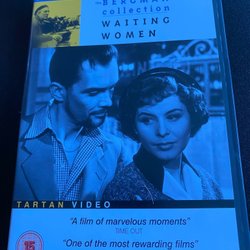 THE BERGMAN
collection
WAITING
WOMEN
TARTAN VIDEO
"A film of marvelous moments"
TIME OUT
"One of the most rewarding films"
15